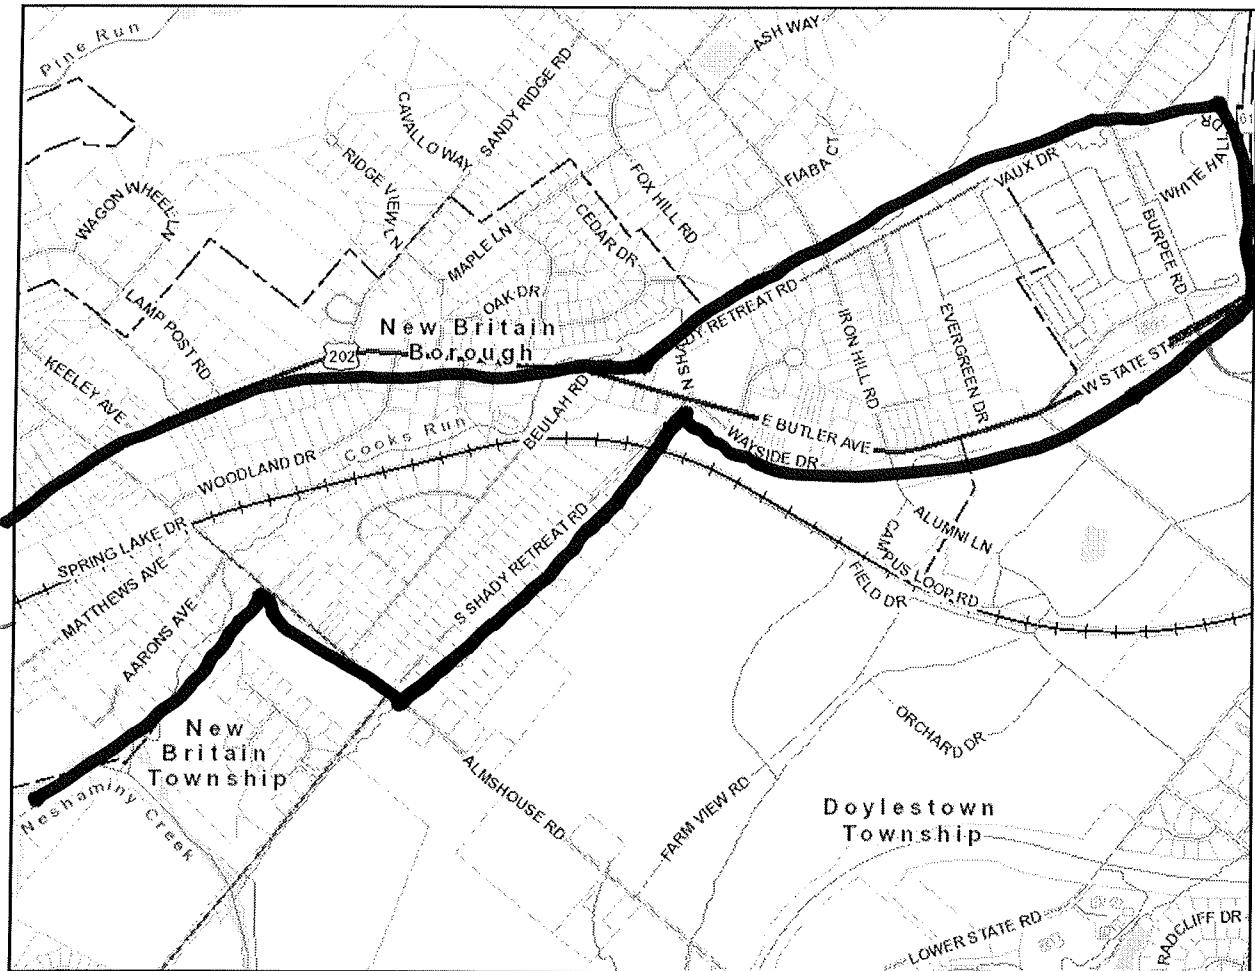 Pine Run
ASH WAY
SANDY RIDGE RD
CAVALLO WAY
RIDGE VIEW LN
FOX HILL RD
FIABA CT
VAUX DR
WHITE HALL DR
BURPEE RD
WAGON WHEEL LN
MAPLE LN
CEDAR DR
OAK DR
LAMP POST RD
KEELEY AVE
202
New Britain
Borough
DY RETREAT RD
N SH
IRON HILL RD
EVERGREEN DR
W STATE ST
BEULAH RD
E BUTLER AVE
WAYSIDE DR
Cooks Run
WOODLAND DR
SPRING LAKE DR
MATTHEWS AVE
AARONS AVE
S SHADY RETREAT RD
ALUMNI LN
CAMPUS LOOP RD
FIELD DR
New
Britain
Township
Neshaminy Creek
ALMSHOUSE RD
FARM VIEW RD
ORCHARD DR
Doylestown
Township
LOWER STATE RD
RADCLIFF DR